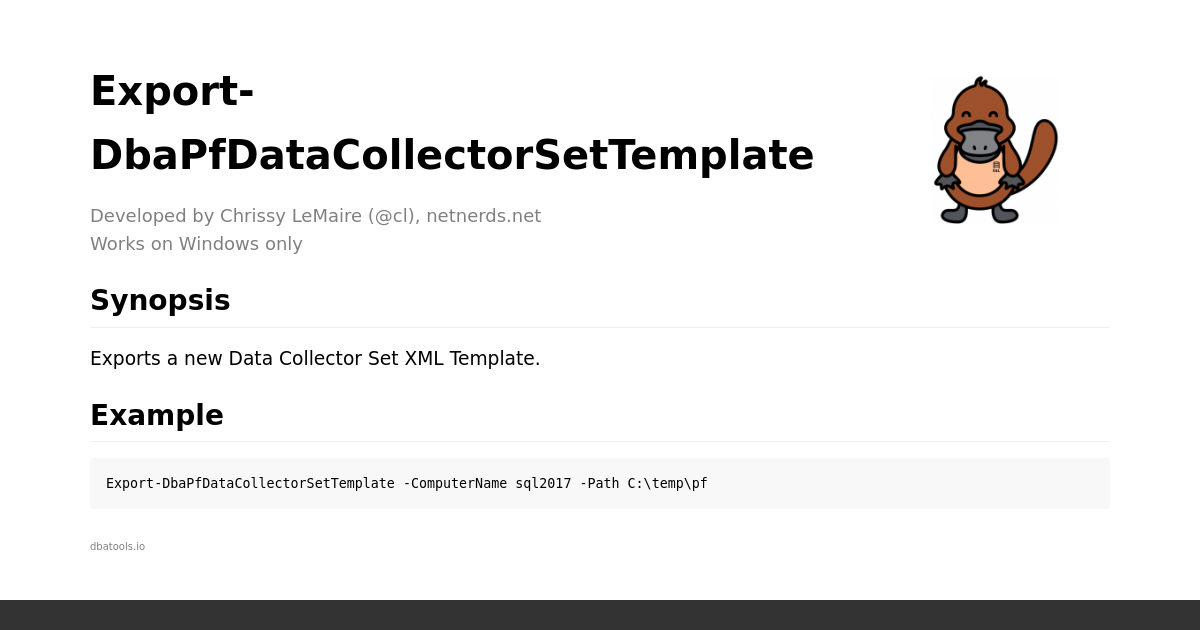 Export-
DbaPfDataCollectorSetTemplate
Developed by Chrissy LeMaire (@cl), netnerds.net
Works on Windows only
Synopsis
Exports a new Data Collector Set XML Template.
Example
Export-DbaPfDataCollectorSetTemplate -ComputerName sql2017 -Path C:\temp\pf
dbatools.io